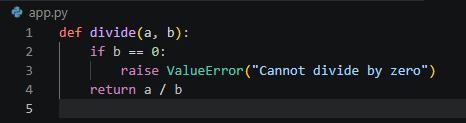 app.py
1 def divide(a, b):
2     if b == 0:
3         raise ValueError("Cannot divide by zero")
4     return a / b
5